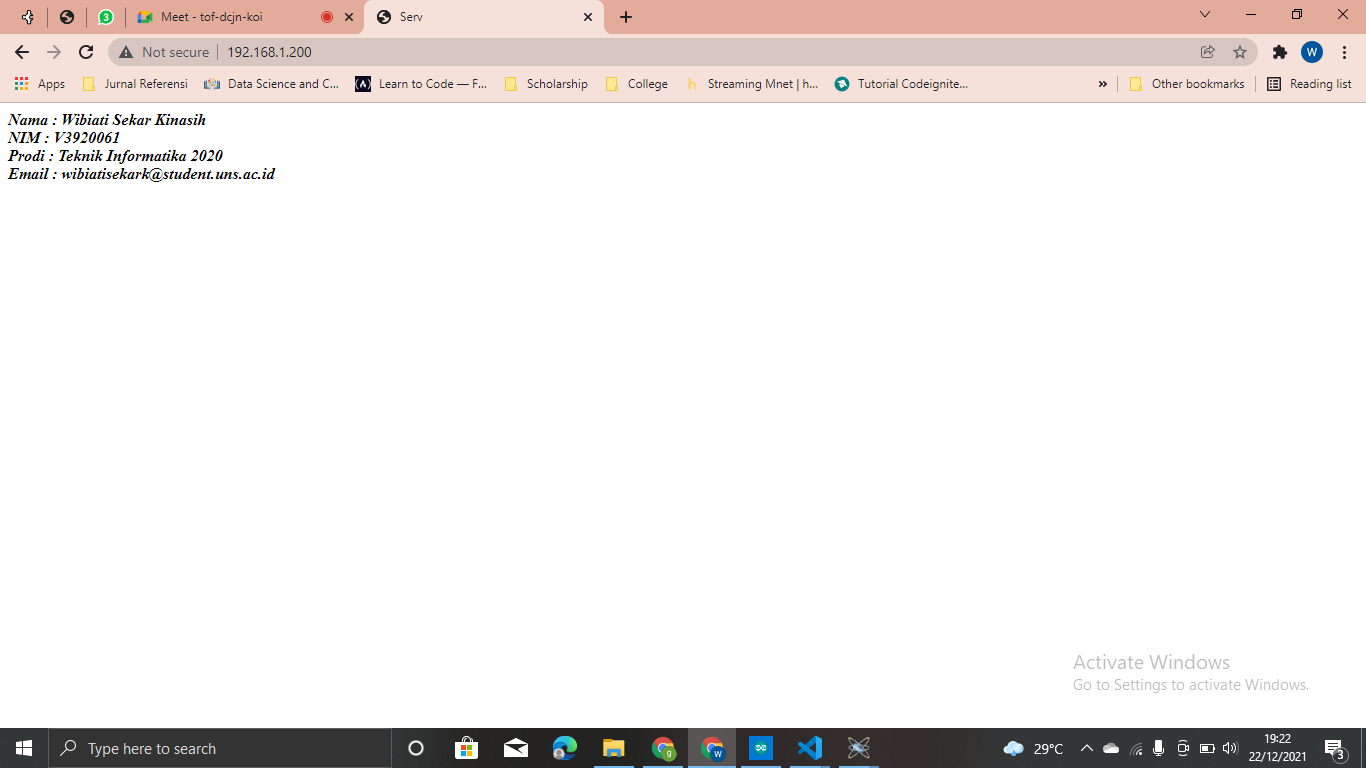 3
Meet - tof-dcjn-koi
Serv
Not secure
192.168.1.200
W
Apps
Jurnal Referensi
Data Science and C...
Learn to Code — F...
Scholarship
College
h
Streaming Mnet | h...
Tutorial Codeignite...
»
Other bookmarks
Reading list
Nama : Wibiati Sekar Kinasih
NIM : V3920061
Prodi : Teknik Informatika 2020
Email : wibiatisekark@student.uns.ac.id
Activate Windows
Go to Settings to activate Windows.
Type here to search
g
W
29°C
19:22
22/12/2021
3